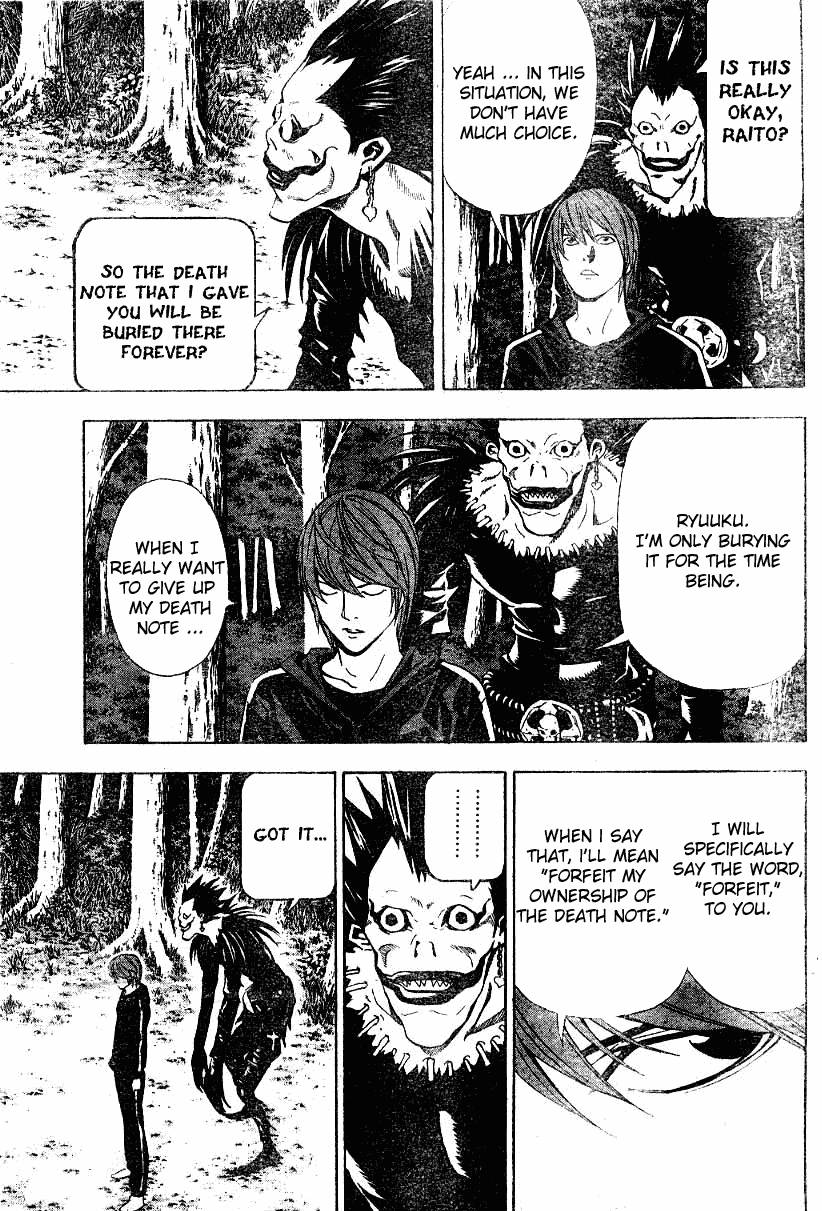 IS THIS
REALLY
OKAY,
RAITO?
YEAH ... IN THIS
SITUATION, WE
DON'T HAVE
MUCH CHOICE.
SO THE DEATH
NOTE THAT I GAVE
YOU WILL BE
BURIED THERE
FOREVER?
RYUUKU.
I'M ONLY BURYING
IT FOR THE TIME
BEING.
WHEN I
REALLY WANT
TO GIVE UP
MY DEATH
NOTE ...
I WILL
SPECIFICALLY
SAY THE WORD,
"FORFEIT,"
TO YOU.
WHEN I SAY
THAT, I'LL MEAN
"FORFEIT MY
OWNERSHIP OF
THE DEATH NOTE."
.......
.......
GOT IT...